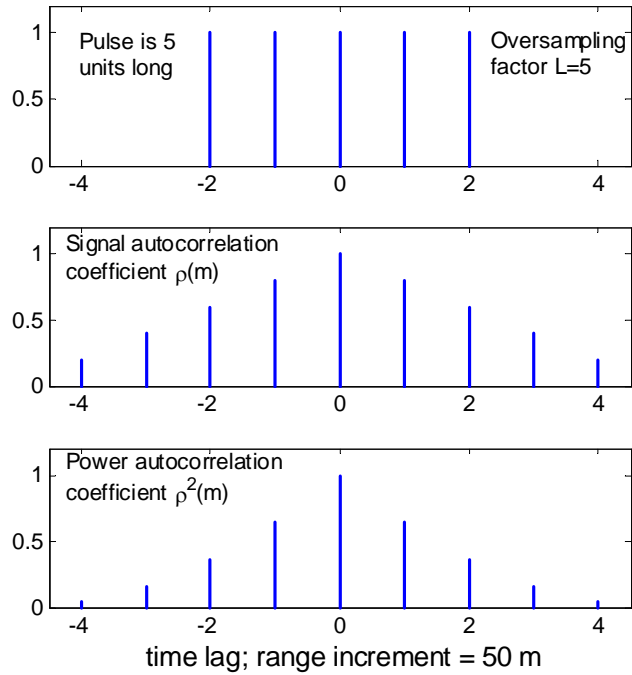 Pulse is 5
units long
Oversampling
factor L=5
1
0.5
0
-4 -2 0 2 4
Signal autocorrelation
coefficient ρ(m)
1
0.5
0
-4 -2 0 2 4
Power autocorrelation
coefficient ρ²(m)
1
0.5
0
-4 -2 0 2 4
time lag; range increment = 50 m